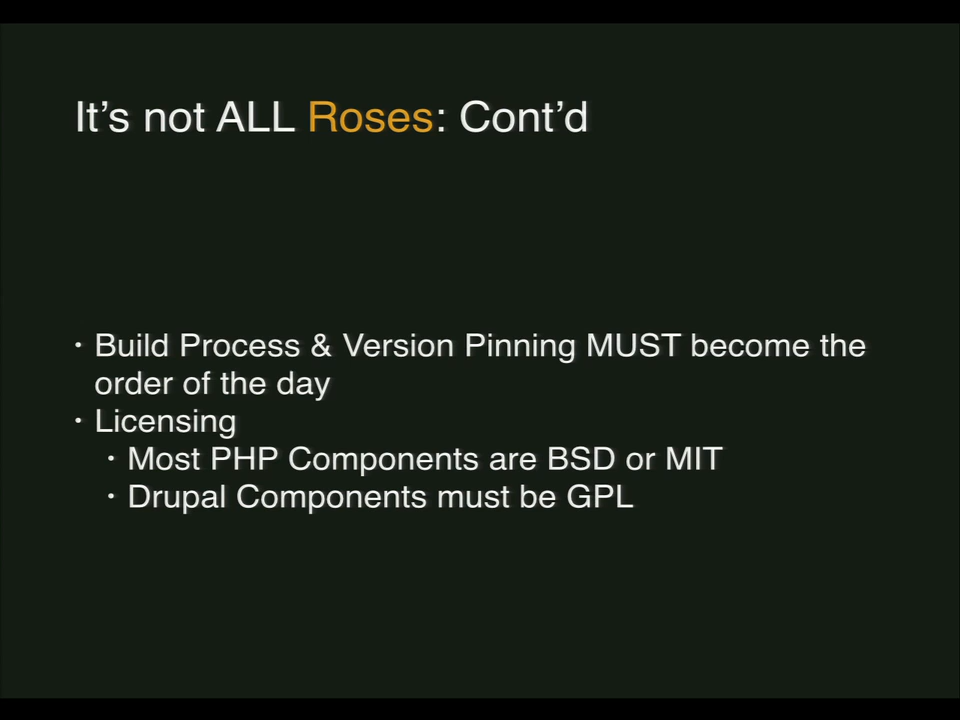 It’s not ALL Roses: Cont’d
• Build Process & Version Pinning MUST become the
order of the day
• Licensing
• Most PHP Components are BSD or MIT
• Drupal Components must be GPL